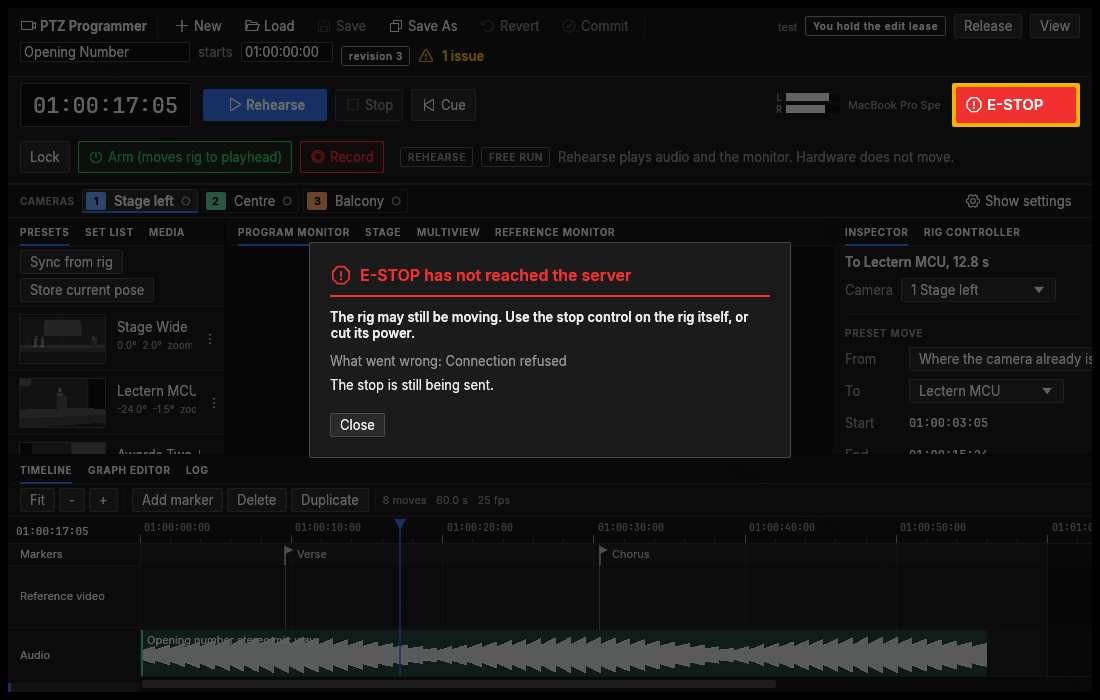 PTZ Programmer
New
Load
Save
Save As
Revert
Commit
test
You hold the edit lease
Release
View
Opening Number
starts
01:00:00:00
revision 3
1 issue
01:00:17:05
Rehearse
Stop
Cue
L
R
MacBook Pro Spe
E-STOP
Lock
Arm (moves rig to playhead)
Record
REHEARSE
FREE RUN
Rehearse plays audio and the monitor. Hardware does not move.
CAMERAS
1 Stage left
2 Centre
3 Balcony
Show settings
PRESETS
SET LIST
MEDIA
PROGRAM MONITOR
STAGE
MULTIVIEW
REFERENCE MONITOR
INSPECTOR
RIG CONTROLLER
Sync from rig
Store current pose
Stage Wide
0.0° 2.0° zoom
Lectern MCU
-24.0° -1.5° zoo
E-STOP has not reached the server
The rig may still be moving. Use the stop control on the rig itself, or
cut its power.
What went wrong: Connection refused
The stop is still being sent.
Close
To Lectern MCU, 12.8 s
Camera
1 Stage left
PRESET MOVE
From
Where the camera already is
To
Lectern MCU
Start
01:00:03:05
TIMELINE
GRAPH EDITOR
LOG
Fit
-
+
Add marker
Delete
Duplicate
8 moves
60.0 s
25 fps
01:00:17:05
01:00:00:00
01:00:10:00
01:00:20:00
01:00:30:00
01:00:40:00
01:00:50:00
01:01:0
Markers
Verse
Chorus
Reference video
Audio
Opening number stereo mix.wav